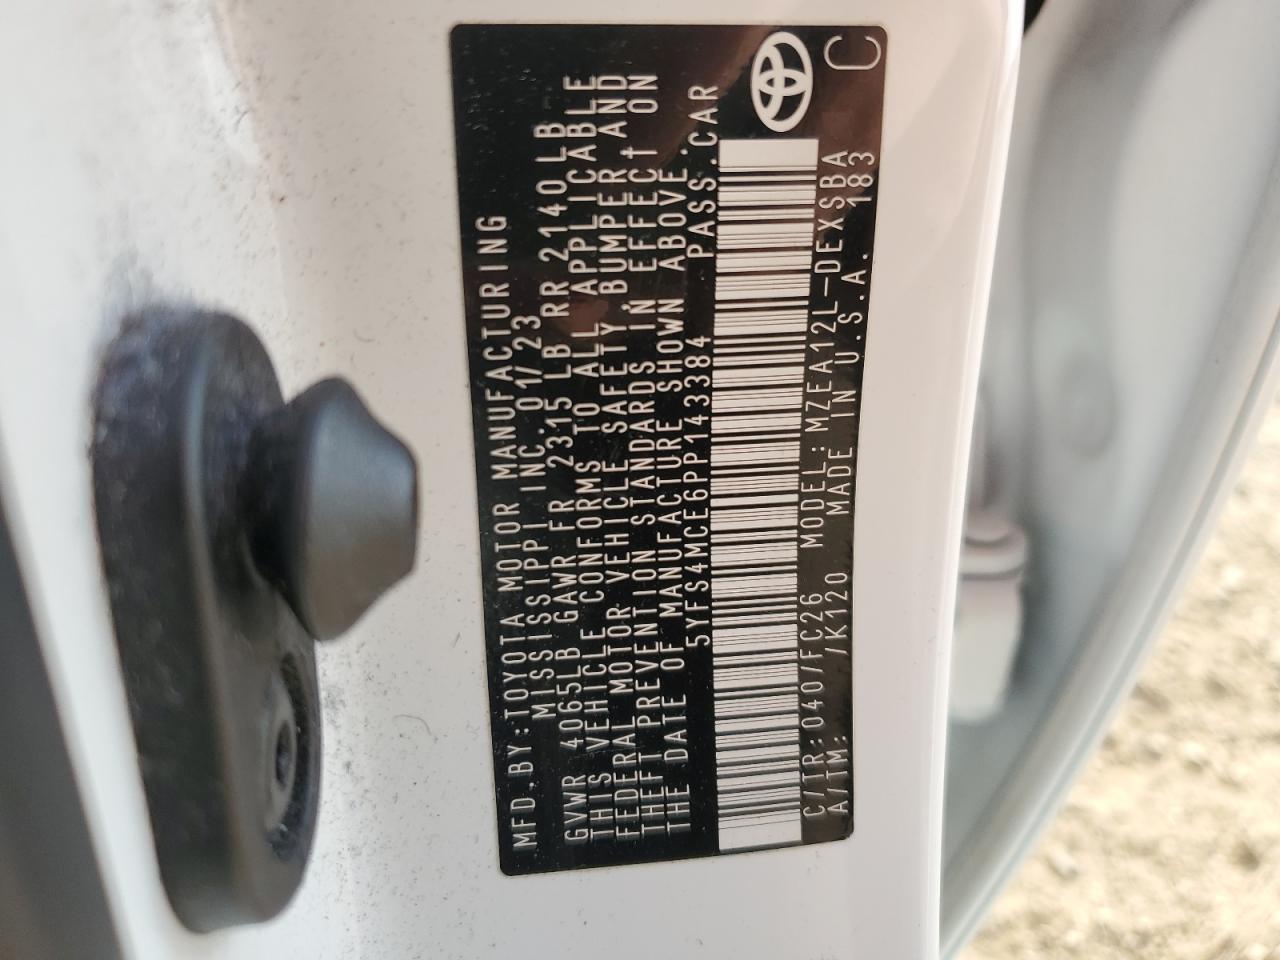 MFD.BY:TOYOTA MOTOR MANUFACTURING
MISSISSIPPI INC. 01/23
GVWR 4065LB GAWR FR 2315 LB RR 2140LB
THIS VEHICLE CONFORMS TO ALL APPLICABLE
FEDERAL MOTOR VEHICLE SAFETY, BUMPER, AND
THEFT PREVENTION STANDARDS IN EFFECT ON
THE DATE OF MANUFACTURE SHOWN ABOVE.
5YFS4MCE6PP143384 PASS.CAR
C/TR:040/FC26 MODEL:MZEA12L-DEXSBA
A/TM: /K120 MADE IN U.S.A. 183
C